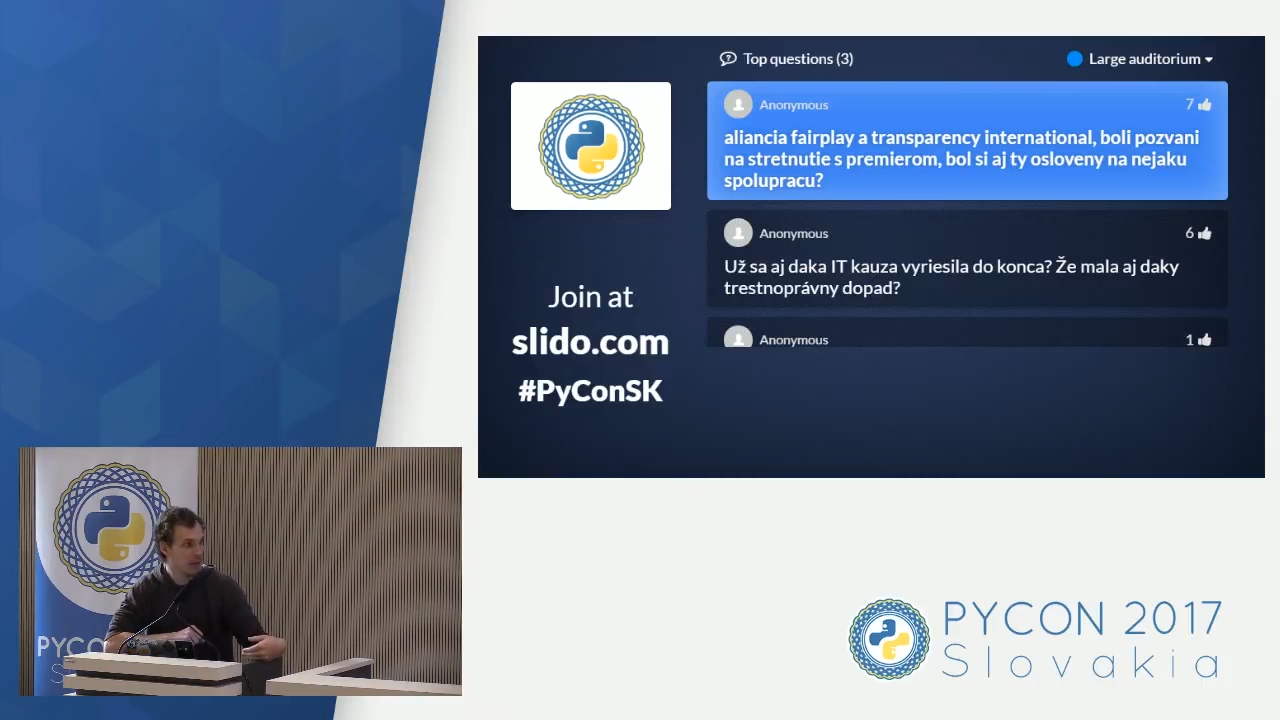 Top questions (3)
Large auditorium
Anonymous
7
aliancia fairplay a transparency international, boli pozvani
na stretnutie s premierom, bol si aj ty osloveny na nejaku
spolupracu?
Anonymous
6
Už sa aj daka IT kauza vyriesila do konca? Že mala aj daky
trestnoprávny dopad?
Anonymous
1
Join at
slido.com
#PyConSK
PYCO
S
PYCON 2017
Slovakia